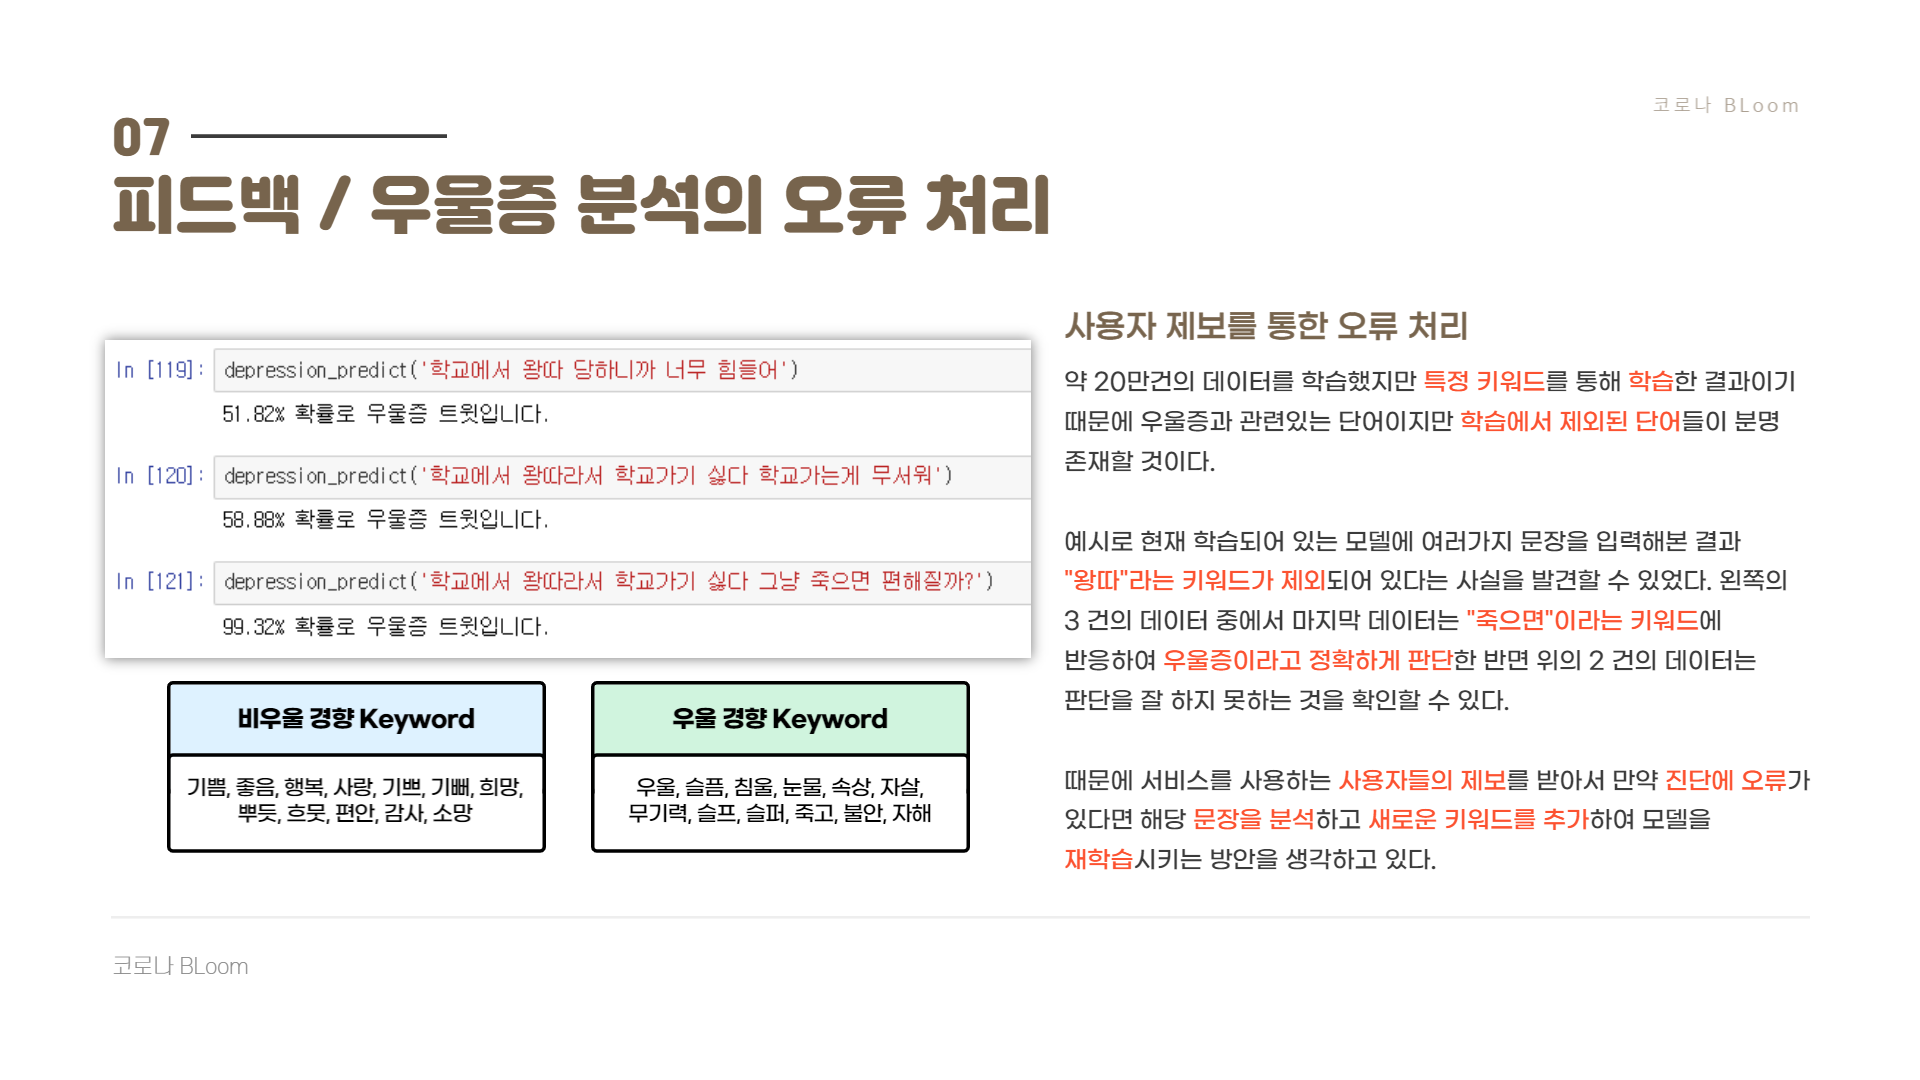 코로나 BLoom
07
피드백 / 우울증 분석의 오류 처리
In [119]: depression_predict('학교에서 왕따 당하니까 너무 힘들어')
51.82% 확률로 우울증 트윗입니다.
In [120]: depression_predict('학교에서 왕따라서 학교가기 싫다 학교가는게 무서워')
58.88% 확률로 우울증 트윗입니다.
In [121]: depression_predict('학교에서 왕따라서 학교가기 싫다 그냥 죽으면 편해질까?')
99.32% 확률로 우울증 트윗입니다.
비우울 경향 Keyword
기쁨, 좋음, 행복, 사랑, 기쁘, 기뻐, 희망,
뿌듯, 흐뭇, 편안, 감사, 소망
우울 경향 Keyword
우울, 슬픔, 침울, 눈물, 속상, 자살,
무기력, 슬프, 슬퍼, 죽고, 불안, 자해
사용자 제보를 통한 오류 처리
약 20만건의 데이터를 학습했지만 특정 키워드를 통해 학습한 결과이기
때문에 우울증과 관련있는 단어이지만 학습에서 제외된 단어들이 분명
존재할 것이다.
예시로 현재 학습되어 있는 모델에 여러가지 문장을 입력해본 결과
"왕따"라는 키워드가 제외되어 있다는 사실을 발견할 수 있었다. 왼쪽의
3 건의 데이터 중에서 마지막 데이터는 "죽으면"이라는 키워드에
반응하여 우울증이라고 정확하게 판단한 반면 위의 2 건의 데이터는
판단을 잘 하지 못하는 것을 확인할 수 있다.
때문에 서비스를 사용하는 사용자들의 제보를 받아서 만약 진단에 오류가
있다면 해당 문장을 분석하고 새로운 키워드를 추가하여 모델을
재학습시키는 방안을 생각하고 있다.
코로나 BLoom